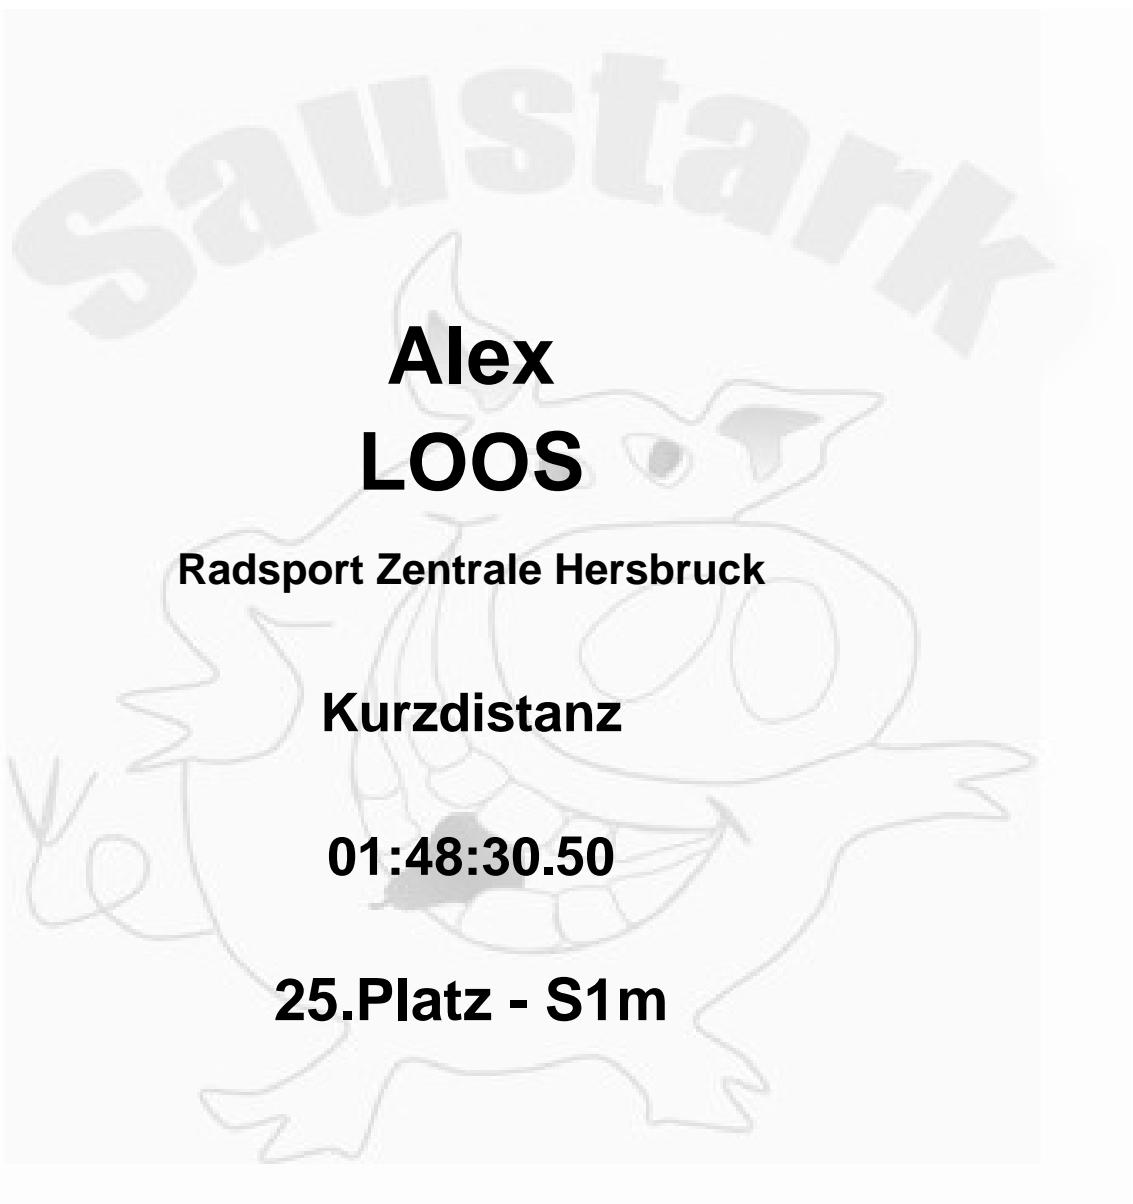 Saustark
Alex
LOOS
Radsport Zentrale Hersbruck
Kurzdistanz
01:48:30.50
25.Platz - S1m